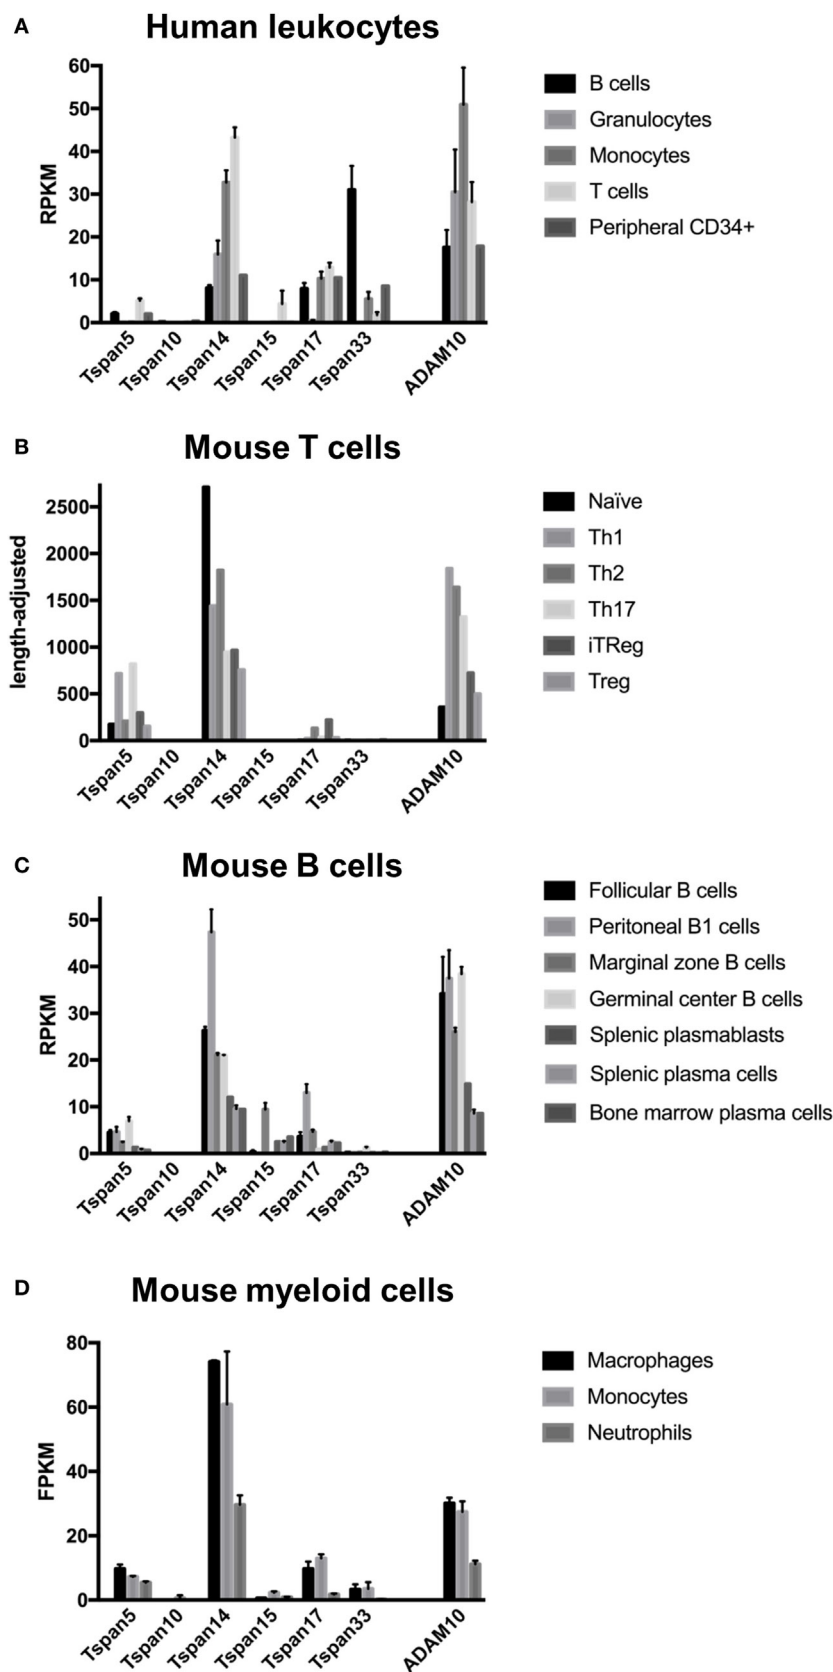 A
Human leukocytes
RPKM
60
50
40
30
20
10
0
Tspan5
Tspan10
Tspan14
Tspan15
Tspan17
Tspan33
ADAM10
B cells
Granulocytes
Monocytes
T cells
Peripheral CD34+
B
Mouse T cells
length-adjusted
2500
2000
1500
1000
500
0
Tspan5
Tspan10
Tspan14
Tspan15
Tspan17
Tspan33
ADAM10
Naïve
Th1
Th2
Th17
iTReg
Treg
C
Mouse B cells
RPKM
50
40
30
20
10
0
Tspan5
Tspan10
Tspan14
Tspan15
Tspan17
Tspan33
ADAM10
Follicular B cells
Peritoneal B1 cells
Marginal zone B cells
Germinal center B cells
Splenic plasmablasts
Splenic plasma cells
Bone marrow plasma cells
D
Mouse myeloid cells
FPKM
80
60
40
20
0
Tspan5
Tspan10
Tspan14
Tspan15
Tspan17
Tspan33
ADAM10
Macrophages
Monocytes
Neutrophils